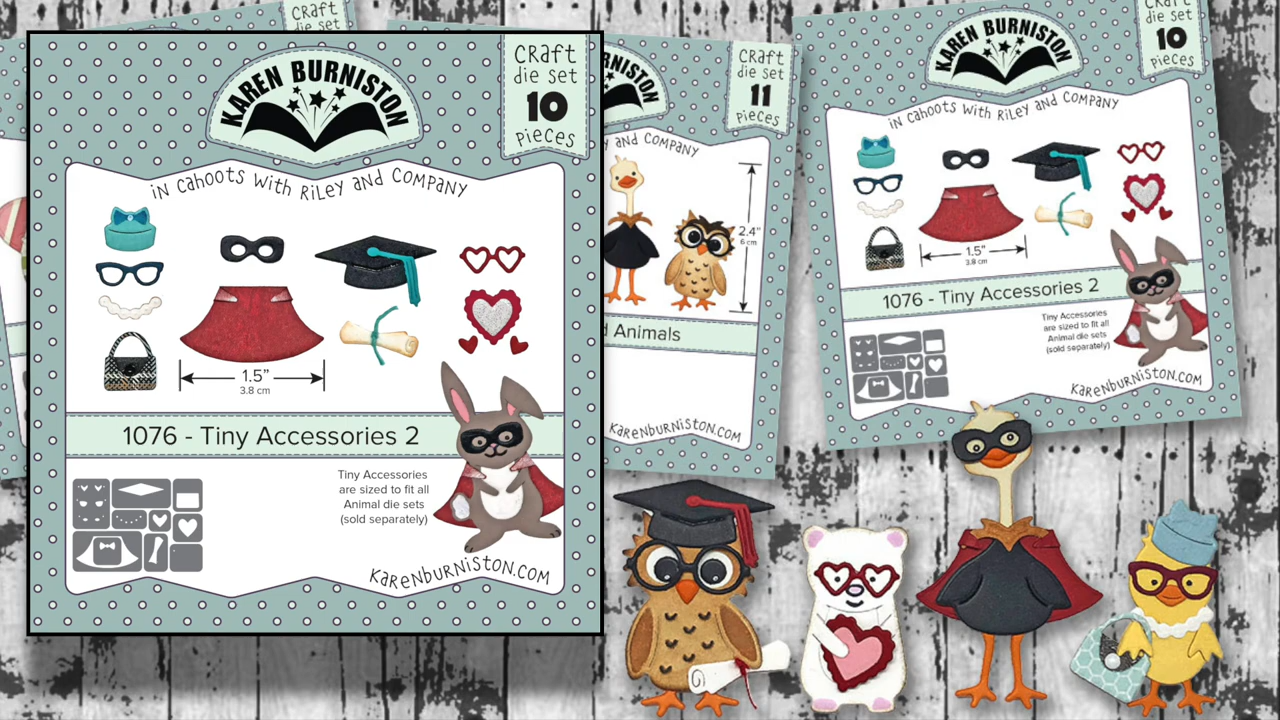 CRAFT
die set
10
pieces
KAREN BURNISTON
in cahoots with Riley and Company
1.5”
3.8 cm
1076 - Tiny Accessories 2
Tiny Accessories
are sized to fit all
Animal die sets
(sold separately)
KARENBURNISTON.COM
CRAFT
die set
CRAFT
die set
11
pieces
RNISTON
y and Company
2.4”
6 cm
d Animals
KARENBURNISTON.COM
CRAFT
die set
10
pieces
KAREN BURNISTON
in cahoots with Riley and Company
1.5”
3.8 cm
1076 - Tiny Accessories 2
Tiny Accessories
are sized to fit all
Animal die sets
(sold separately)
KARENBURNISTON.COM